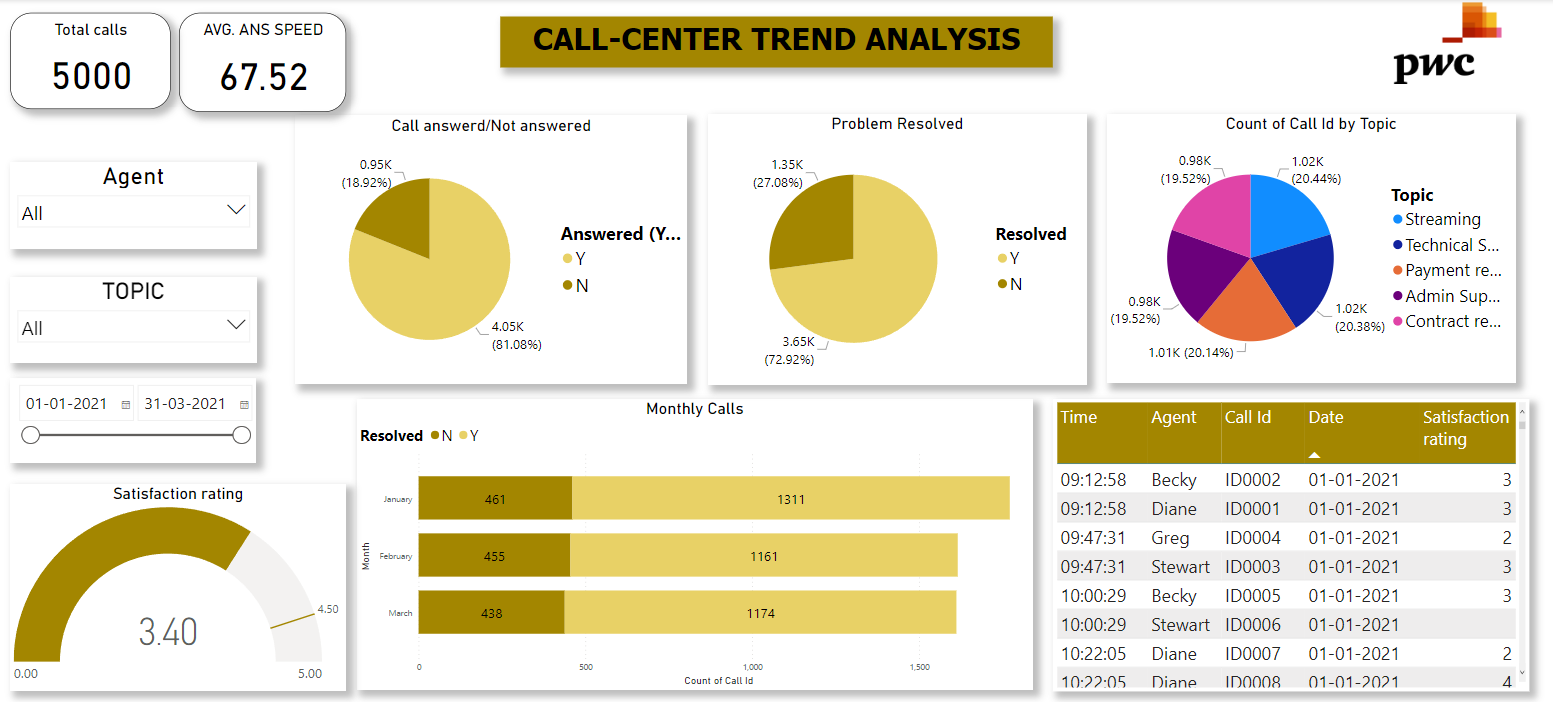 Total calls
5000
AVG. ANS SPEED
67.52
CALL-CENTER TREND ANALYSIS
pwc
Agent
All
TOPIC
All
01-01-2021 31-03-2021
Satisfaction rating
3.40
4.50
0.00 5.00
Call answerd/Not answered
0.95K
(18.92%)
4.05K
(81.08%)
Answered (Y...
Y
N
Problem Resolved
1.35K
(27.08%)
3.65K
(72.92%)
Resolved
Y
N
Count of Call Id by Topic
0.98K
(19.52%)
1.02K
(20.44%)
0.98K
(19.52%)
1.02K
(20.38%)
1.01K (20.14%)
Topic
Streaming
Technical S...
Payment re...
Admin Sup...
Contract re...
Monthly Calls
Resolved N Y
Month
January 461 1311
February 455 1161
March 438 1174
0 500 1,000 1,500
Count of Call Id
Time Agent Call Id Date Satisfaction
rating
09:12:58 Becky ID0002 01-01-2021 3
09:12:58 Diane ID0001 01-01-2021 3
09:47:31 Greg ID0004 01-01-2021 2
09:47:31 Stewart ID0003 01-01-2021 3
10:00:29 Becky ID0005 01-01-2021 3
10:00:29 Stewart ID0006 01-01-2021
10:22:05 Diane ID0007 01-01-2021 2
10:22:05 Diane ID0008 01-01-2021 4